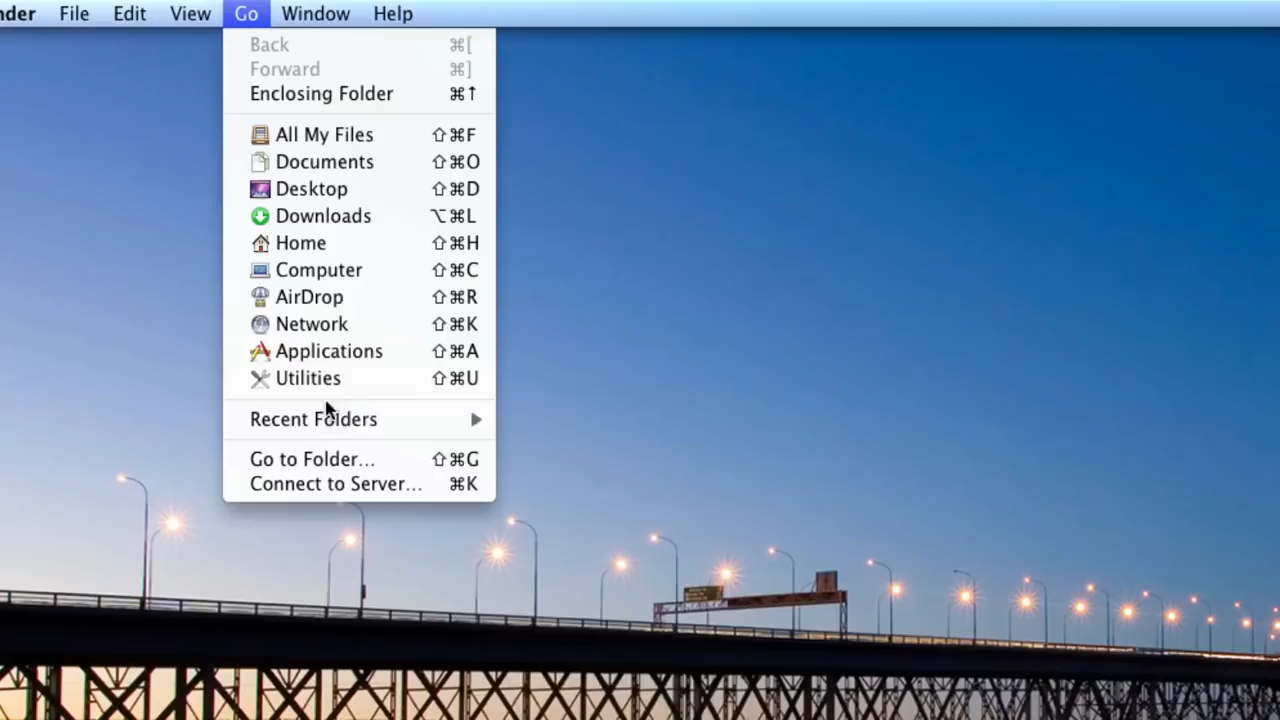 nder File Edit View Go Window Help
Back ⌘[
Forward ⌘]
Enclosing Folder ⌘↑
All My Files ⇧⌘F
Documents ⇧⌘O
Desktop ⇧⌘D
Downloads ⌥⌘L
Home ⇧⌘H
Computer ⇧⌘C
AirDrop ⇧⌘R
Network ⇧⌘K
Applications ⇧⌘A
Utilities ⇧⌘U
Recent Folders ▶
Go to Folder... ⇧⌘G
Connect to Server... ⌘K